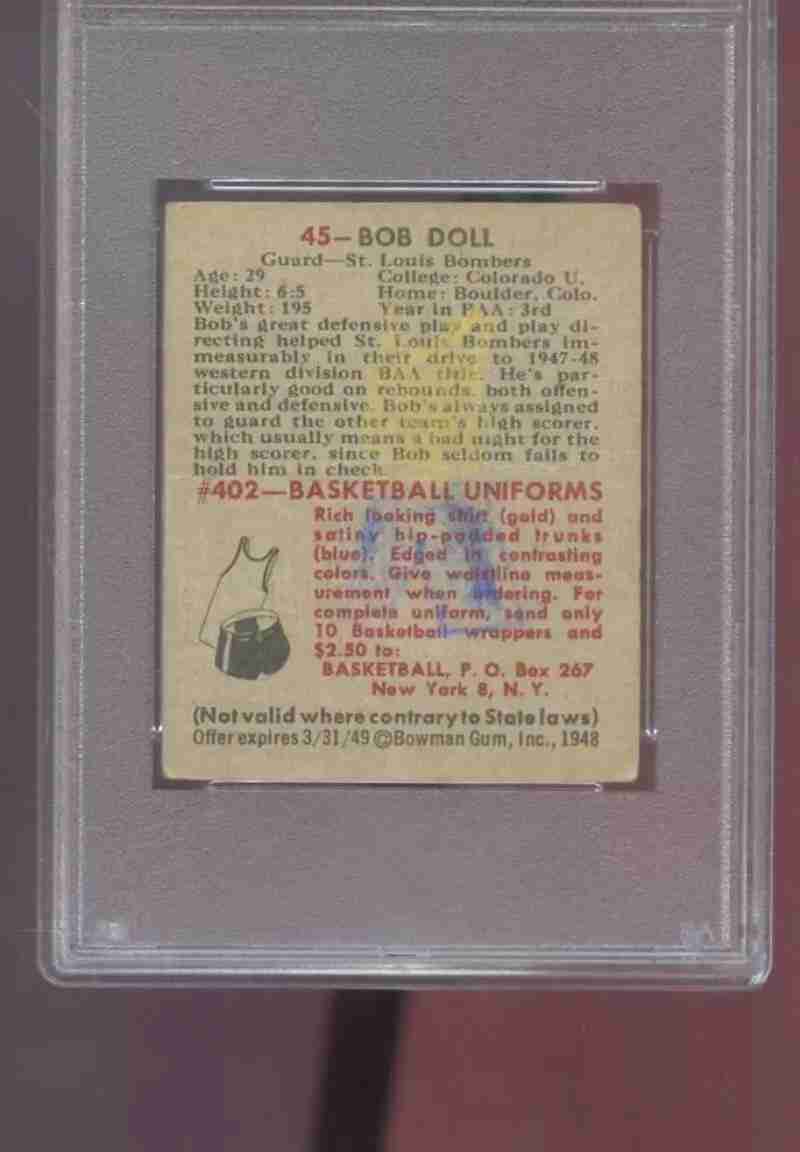 45—BOB DOLL
Guard—St. Louis Bombers
Age: 29 College: Colorado U.
Height: 6:5 Home: Boulder, Colo.
Weight: 195 Year in BAA: 3rd
Bob's great defensive play and play di-
recting helped St. Louis Bombers im-
measurably in their drive to 1947-48
western division BAA title. He's par-
ticularly good on rebounds, both offen-
sive and defensive. Bob's always assigned
to guard the other team's high scorer,
which usually means a bad night for the
high scorer, since Bob seldom fails to
hold him in check.
#402—BASKETBALL UNIFORMS
Rich looking shirt (gold) and
satiny hip-padded trunks
(blue). Edged in contrasting
colors. Give waistline meas-
urement when ordering. For
complete uniform, send only
10 Basketball wrappers and
$2.50 to:
BASKETBALL, P. O. Box 267
New York 8, N. Y.
(Not valid where contrary to State laws)
Offer expires 3/31/49 ©Bowman Gum, Inc., 1948